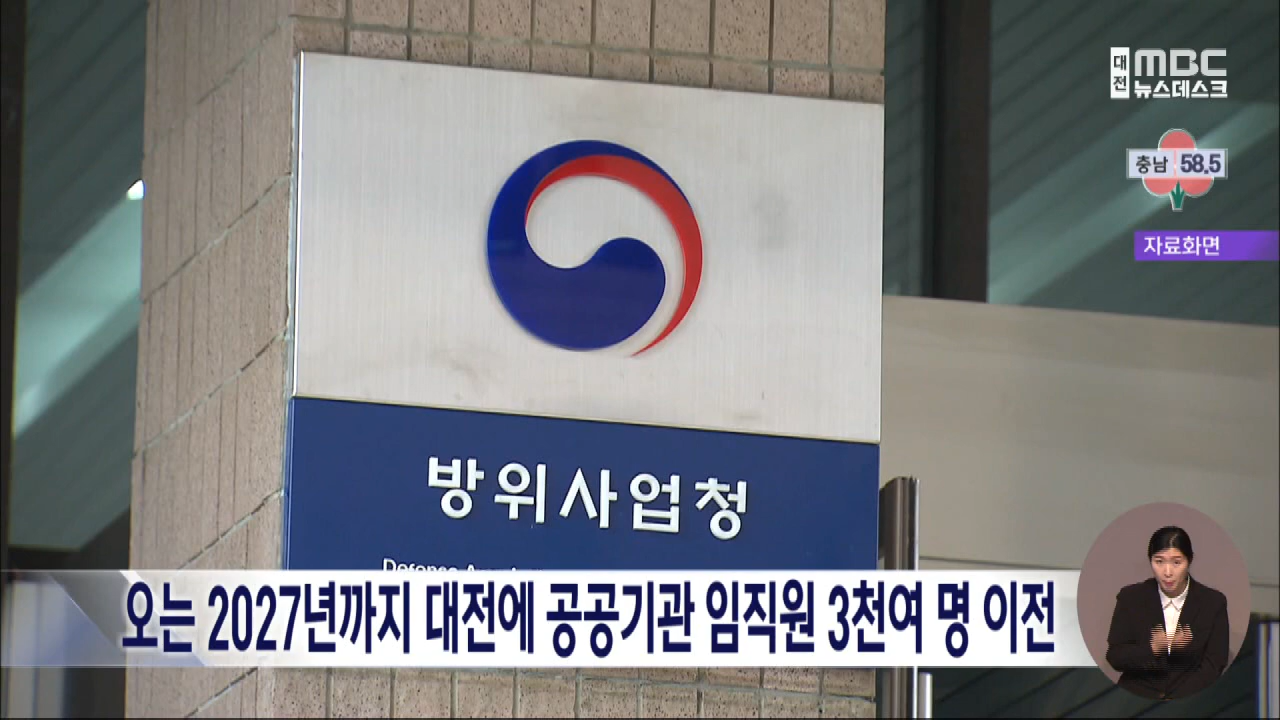 대전 MBC
뉴스데스크
충남 58.5
자료화면
방위사업청
오는 2027년까지 대전에 공공기관 임직원 3천여 명 이전